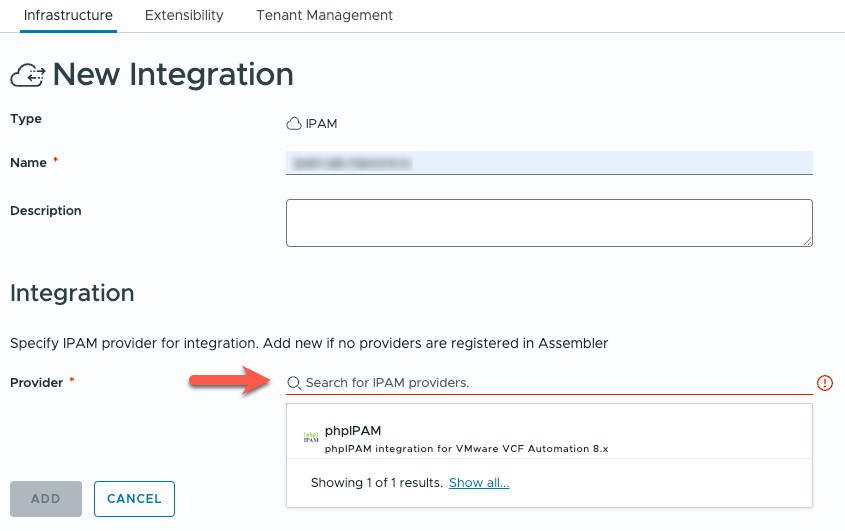 Infrastructure Extensibility Tenant Management
New Integration
Type IPAM
Name *
Description
Integration
Specify IPAM provider for integration. Add new if no providers are registered in Assembler
Provider * Search for IPAM providers.
{php}
IPAM
phpIPAM
phpIPAM integration for VMware VCF Automation 8.x
Showing 1 of 1 results. Show all...
ADD CANCEL